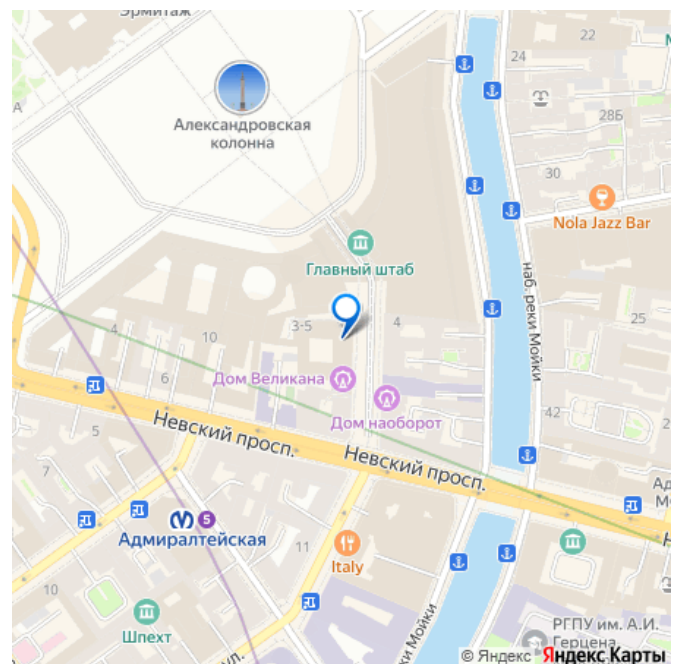 Эрмитаж
22
24
28Б
А
Александровская
колонна
30
Nola Jazz Bar
Главный штаб
наб. реки Мойки
4
10
3-5
4
25
6
Дом Великана
Дом наоборот
42
2
5
Невский просп.
Невский просп.
7
5
Адмиралтейская
11
Italy
10
Шпехт
ул.
Мойки
РГПУ им. А.И.
Герцена
© Яндекс Яндекс Карты